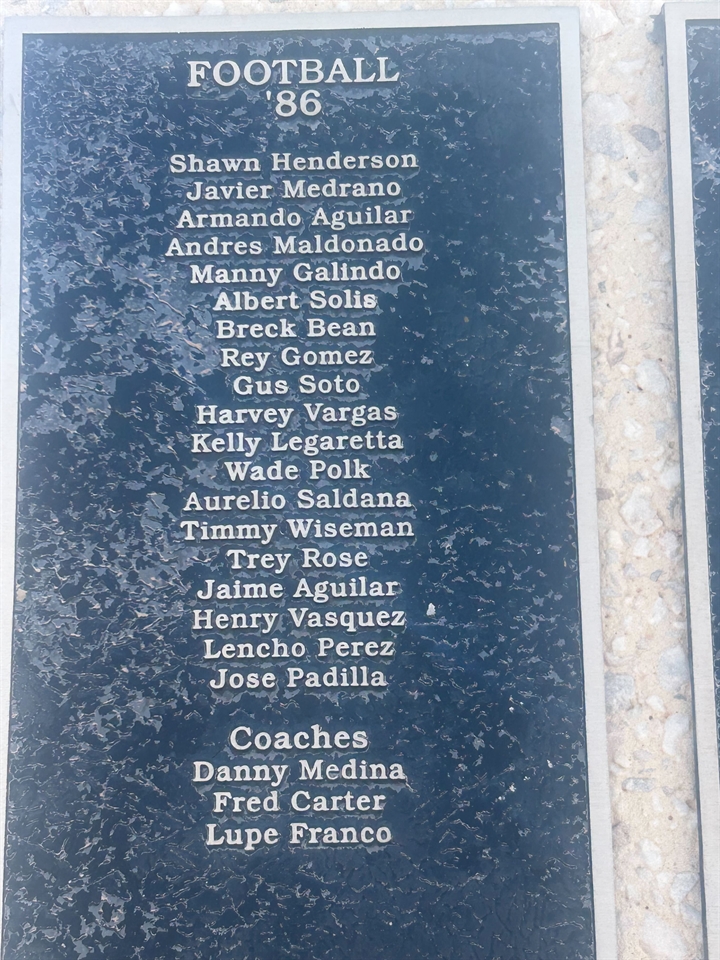 FOOTBALL
'86
Shawn Henderson
Javier Medrano
Armando Aguilar
Andres Maldonado
Manny Galindo
Albert Solis
Breck Bean
Rey Gomez
Gus Soto
Harvey Vargas
Kelly Legaretta
Wade Polk
Aurelio Saldana
Timmy Wiseman
Trey Rose
Jaime Aguilar
Henry Vasquez
Lencho Perez
Jose Padilla
Coaches
Danny Medina
Fred Carter
Lupe Franco